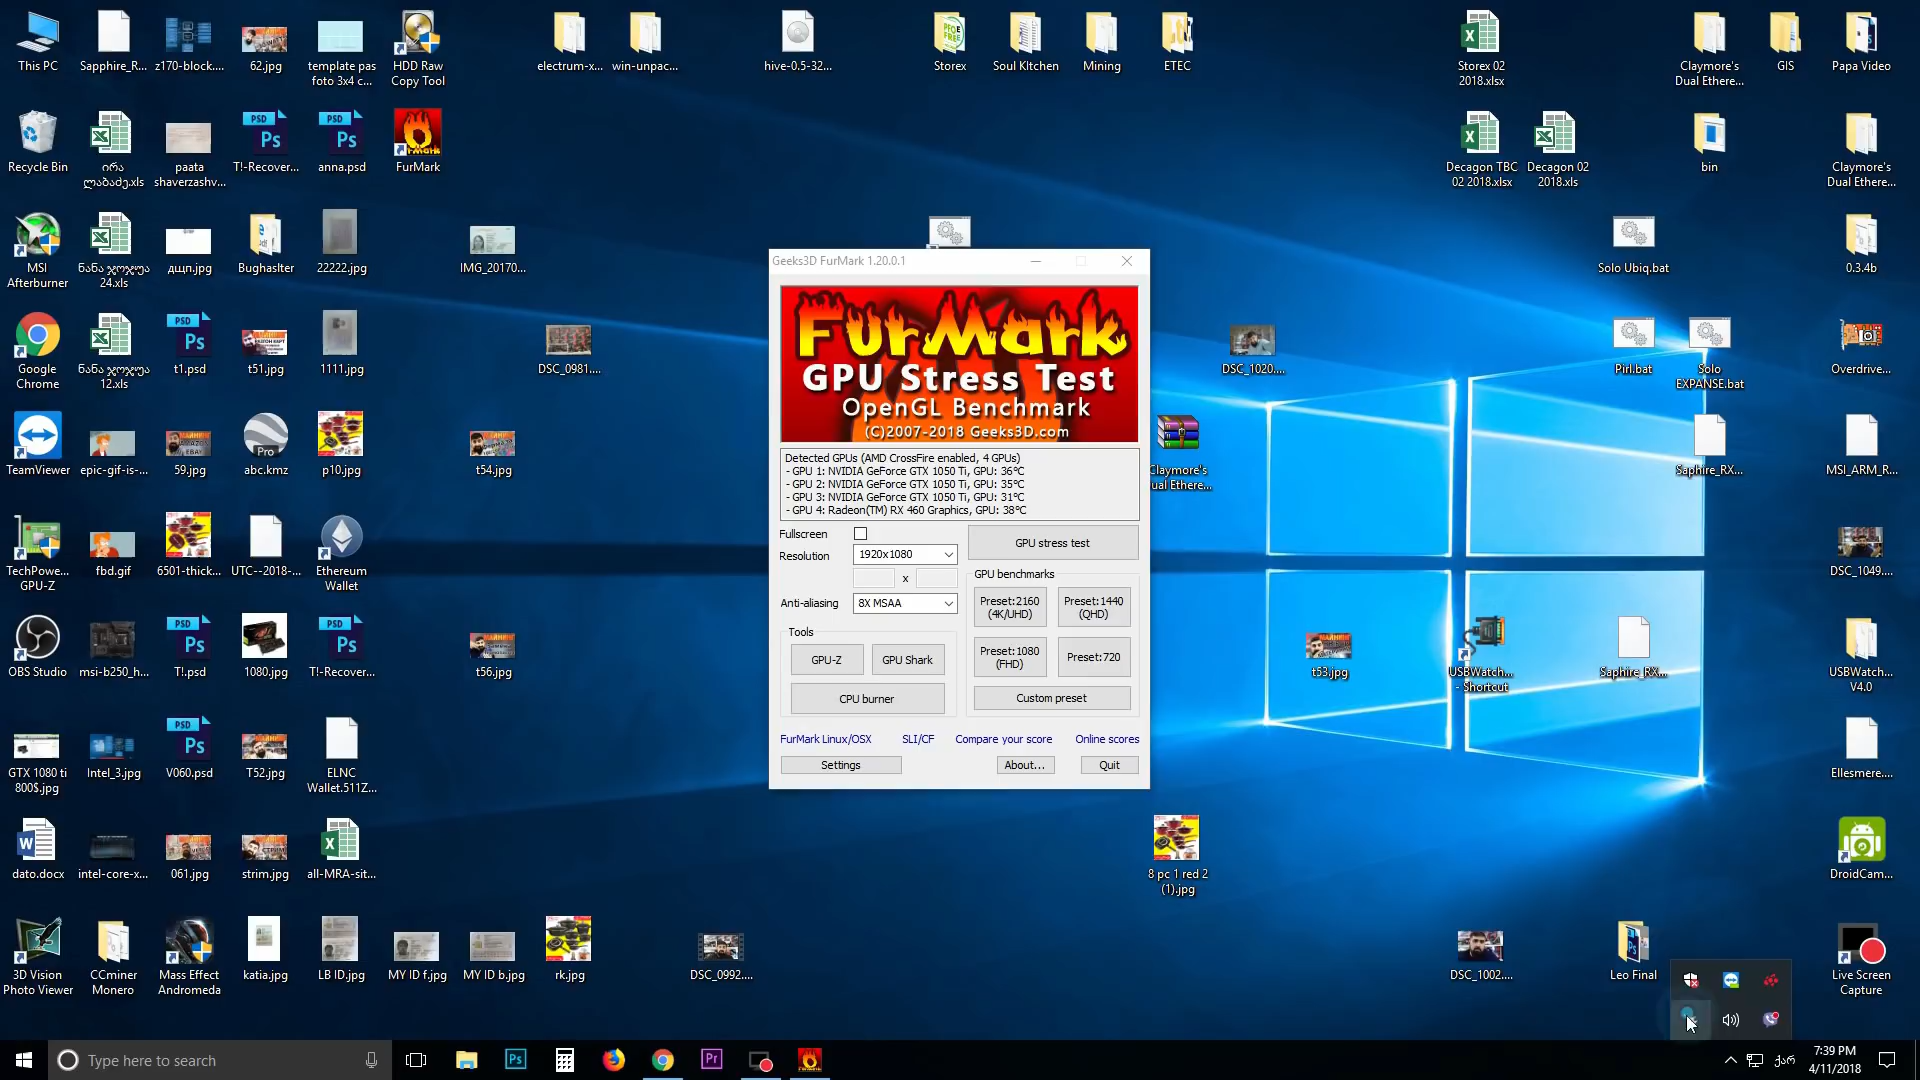 This PC
Sapphire_R...
z170-block....
62.jpg
template pas
foto 3x4 c...
HDD Raw
Copy Tool
electrum-x...
win-unpac...
hive-0.5-32...
Storex
Soul KItchen
Mining
ETEC
Storex 02
2018.xlsx
Claymore's
Dual Ethere...
GIS
Papa Video
Recycle Bin
ირა
ლაბაძე.xls
paata
shaverzashv...
T!-Recover...
anna.psd
FurMark
Decagon TBC
02 2018.xlsx
Decagon 02
2018.xls
bin
Claymore's
Dual Ethere...
MSI
Afterburner
24.xls
дщп.jpg
Bughaslter
22222.jpg
IMG_20170...
Solo Ubiq.bat
0.3.4b
Google
Chrome
12.xls
t1.psd
t51.jpg
1111.jpg
DSC_0981....
DSC_1020....
Pirl.bat
Solo
EXPANSE.bat
Overdrive...
TeamViewer
epic-gif-is-...
59.jpg
abc.kmz
p10.jpg
t54.jpg
Claymore's
Dual Ethere...
Saphire_RX...
MSI_ARM_R...
TechPowe...
GPU-Z
fbd.gif
6501-thick...
UTC--2018-...
Ethereum
Wallet
DSC_1049....
OBS Studio
msi-b250_h...
T!.psd
1080.jpg
T!-Recover...
t56.jpg
t53.jpg
USBWatch...
- Shortcut
Saphire_RX...
USBWatch...
V4.0
GTX 1080 ti
800$.jpg
Intel_3.jpg
V060.psd
T52.jpg
ELNC
Wallet.511Z...
Ellesmere....
dato.docx
intel-core-x...
061.jpg
strim.jpg
all-MRA-sit...
8 pc 1 red 2
(1).jpg
DroidCam...
3D Vision
Photo Viewer
CCminer
Monero
Mass Effect
Andromeda
katia.jpg
LB ID.jpg
MY ID f.jpg
MY ID b.jpg
rk.jpg
DSC_0992....
DSC_1002....
Leo Final
Live Screen
Capture
Geeks3D FurMark 1.20.0.1
FurMark
GPU Stress Test
OpenGL Benchmark
(C)2007-2018 Geeks3D.com
Detected GPUs (AMD CrossFire enabled, 4 GPUs)
- GPU 1: NVIDIA GeForce GTX 1050 Ti, GPU: 36°C
- GPU 2: NVIDIA GeForce GTX 1050 Ti, GPU: 35°C
- GPU 3: NVIDIA GeForce GTX 1050 Ti, GPU: 31°C
- GPU 4: Radeon(TM) RX 460 Graphics, GPU: 38°C
Fullscreen
GPU stress test
Resolution
1920x1080
x
Anti-aliasing
8X MSAA
GPU benchmarks
Preset:2160
(4K/UHD)
Preset:1440
(QHD)
Preset:1080
(FHD)
Preset:720
Custom preset
Tools
GPU-Z
GPU Shark
CPU burner
FurMark Linux/OSX
SLI/CF
Compare your score
Online scores
Settings
About...
Quit
Type here to search
ქარ
7:39 PM
4/11/2018